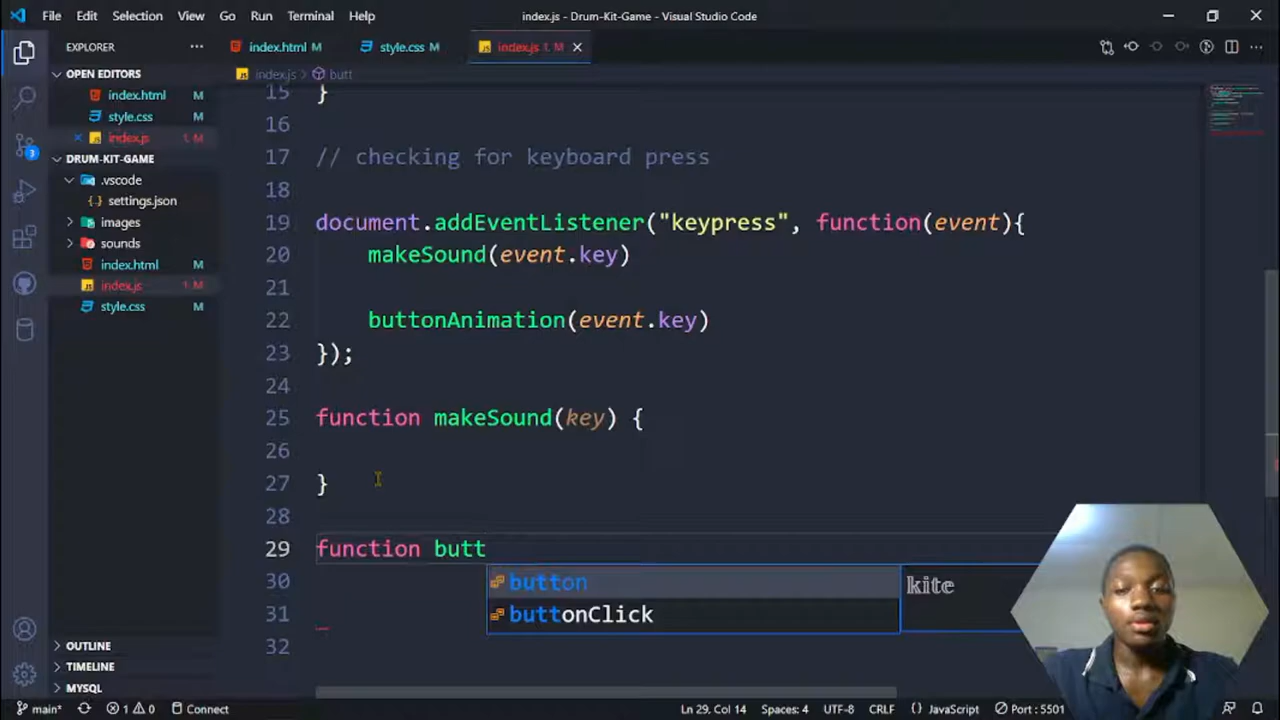 File Edit Selection View Go Run Terminal Help index.js - Drum-Kit-Game - Visual Studio Code
EXPLORER ... index.html M style.css M index.js 1, M
OPEN EDITORS
index.html M
style.css M
index.js 1, M
DRUM-KIT-GAME
.vscode
settings.json
images
sounds
index.html M
index.js 1, M
style.css M
OUTLINE
TIMELINE
MYSQL
index.js > butt
15 }
16
17 // checking for keyboard press
18
19 document.addEventListener("keypress", function(event){
20 makeSound(event.key)
21
22 buttonAnimation(event.key)
23 });
24
25 function makeSound(key) {
26
27 }
28
29 function butt
30
31
32
button
buttonClick
kite
3
main* 1 0 Connect Ln 29, Col 14 Spaces: 4 UTF-8 CRLF {} JavaScript Port : 5501